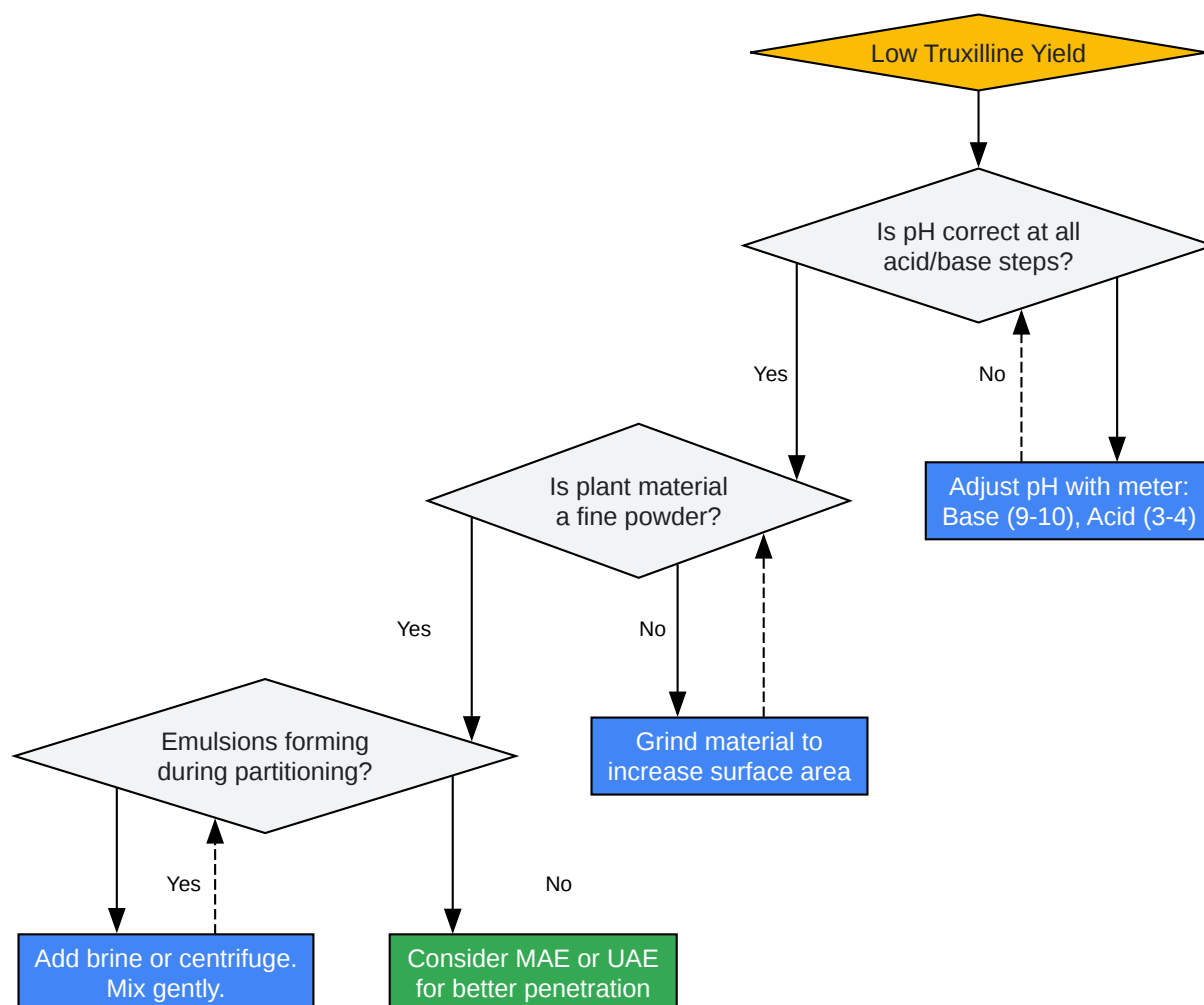 Low Truxilline Yield
Is pH correct at all
acid/base steps?
Yes
No
Is plant material
a fine powder?
Adjust pH with meter:
Base (9-10), Acid (3-4)
Yes
No
Emulsions forming
during partitioning?
Grind material to
increase surface area
Yes
No
Add brine or centrifuge.
Mix gently.
Consider MAE or UAE
for better penetration